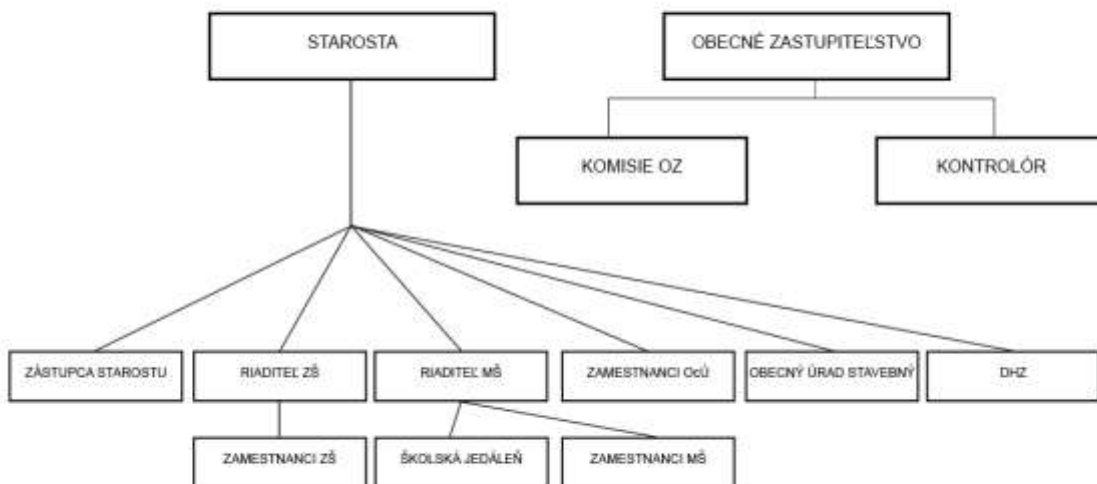 STAROSTA
OBECNÉ ZASTUPITEĽSTVO
KOMISIE OZ
KONTROLÓR
ZÁSTUPCA STAROSTU
RIADITEĽ ZŠ
RIADITEĽ MŠ
ZAMESTNANCI OcÚ
OBECNÝ ÚRAD STAVEBNÝ
DHZ
ZAMESTNANCI ZŠ
ŠKOLSKÁ JEDÁLEŇ
ZAMESTNANCI MŠ